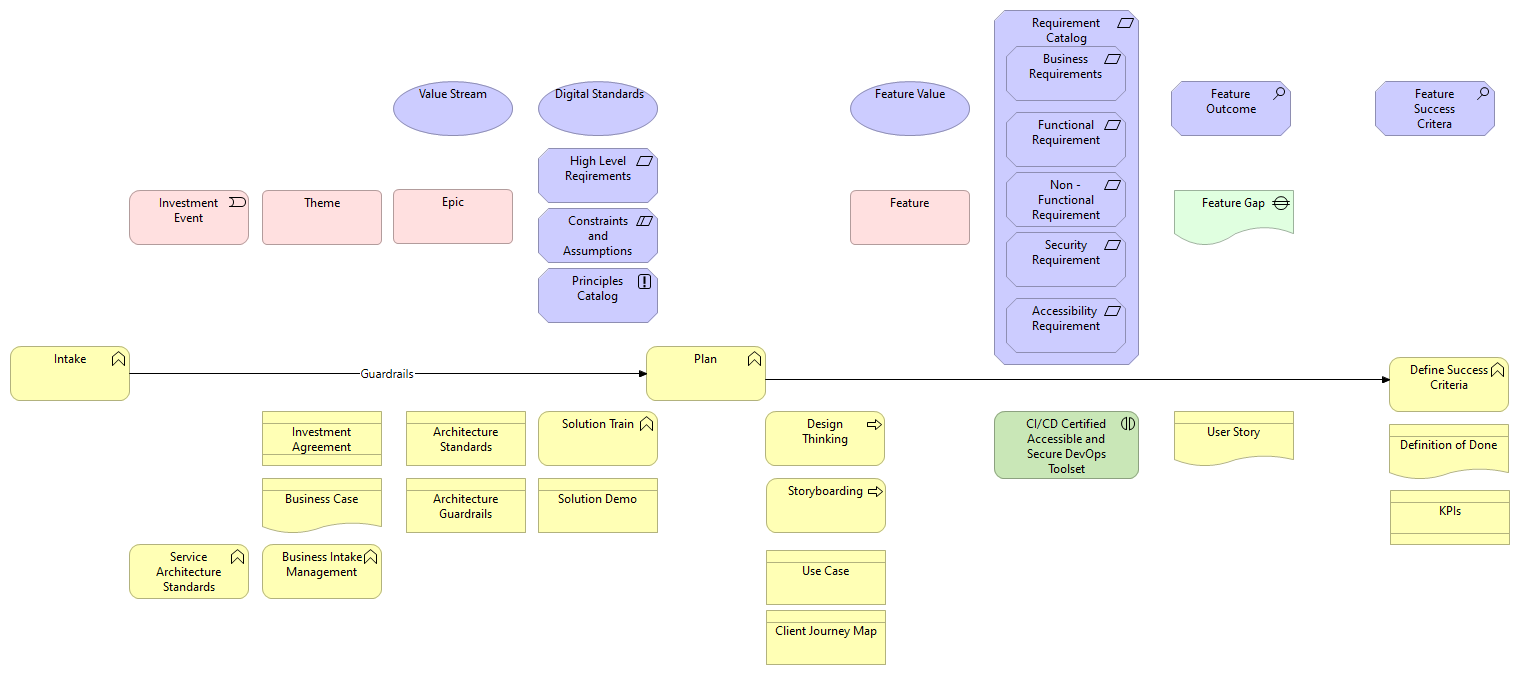 Requirement
Catalog
Business
Requirements
Value Stream
Digital Standards
Feature Value
Feature
Outcome
Feature
Success
Critera
Functional
Requirement
High Level
Reqirements
Non -
Functional
Requirement
Investment
Event
Theme
Epic
Feature
Feature Gap
Constraints
and
Assumptions
Security
Requirement
Principles
Catalog
Accessibility
Requirement
Intake
Guardrails
Plan
Define Success
Criteria
Investment
Agreement
Architecture
Standards
Solution Train
Design
Thinking
CI/CD Certified
Accessible and
Secure DevOps
Toolset
User Story
Definition of Done
Business Case
Architecture
Guardrails
Solution Demo
Storyboarding
KPIs
Service
Architecture
Standards
Business Intake
Management
Use Case
Client Journey Map